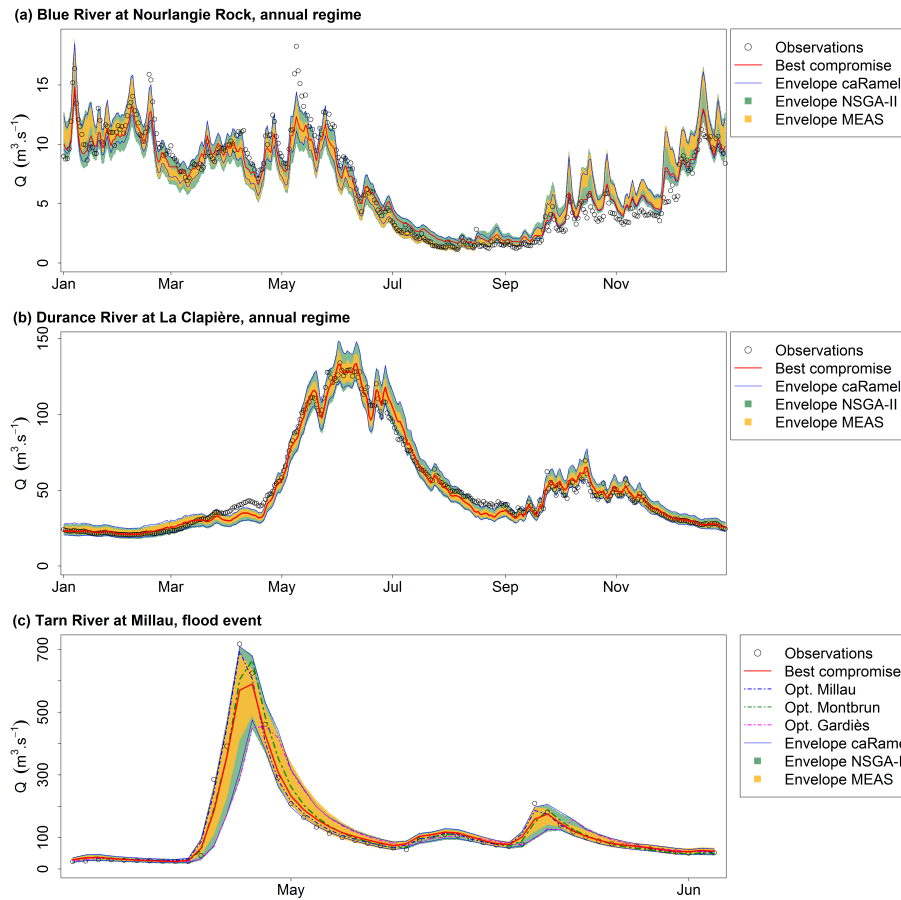 (a) Blue River at Nourlangie Rock, annual regime
Q (m³.s⁻¹)
0 5 10 15
Jan Mar May Jul Sep Nov
Observations
Best compromise
Envelope caRamel
Envelope NSGA-II
Envelope MEAS
(b) Durance River at La Clapière, annual regime
Q (m³.s⁻¹)
0 50 100 150
Jan Mar May Jul Sep Nov
Observations
Best compromise
Envelope caRamel
Envelope NSGA-II
Envelope MEAS
(c) Tarn River at Millau, flood event
Q (m³.s⁻¹)
0 100 300 500 700
May Jun
Observations
Best compromise
Opt. Millau
Opt. Montbrun
Opt. Gardiès
Envelope caRame
Envelope NSGA-I
Envelope MEAS